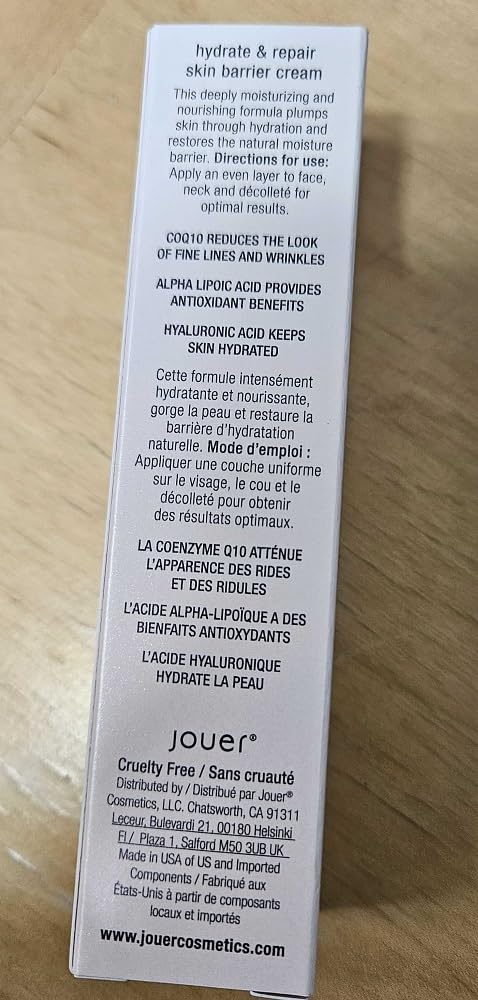 hydrate & repair
skin barrier cream
This deeply moisturizing and
nourishing formula plumps
skin through hydration and
restores the natural moisture
barrier. Directions for use:
Apply an even layer to face,
neck and décolleté for
optimal results.
COQ10 REDUCES THE LOOK
OF FINE LINES AND WRINKLES
ALPHA LIPOIC ACID PROVIDES
ANTIOXIDANT BENEFITS
HYALURONIC ACID KEEPS
SKIN HYDRATED
Cette formule intensément
hydratante et nourissante,
gorge la peau et restaure la
barrière d'hydratation
naturelle. Mode d'emploi :
Appliquer une couche uniforme
sur le visage, le cou et le
décolleté pour obtenir
des résultats optimaux.
LA COENZYME Q10 ATTÉNUE
L'APPARENCE DES RIDES
ET DES RIDULES
L'ACIDE ALPHA-LIPOÏQUE A DES
BIENFAITS ANTIOXYDANTS
L'ACIDE HYALURONIQUE
HYDRATE LA PEAU
jouer®
Cruelty Free / Sans cruauté
Distributed by / Distribué par Jouer®
Cosmetics, LLC. Chatsworth, CA 91311
Leceur, Bulevardi 21, 00180 Helsinki
FI / Plaza 1, Salford M50 3UB UK
Made in USA of US and Imported
Components / Fabriqué aux
États-Unis à partir de composants
locaux et importés
www.jouercosmetics.com